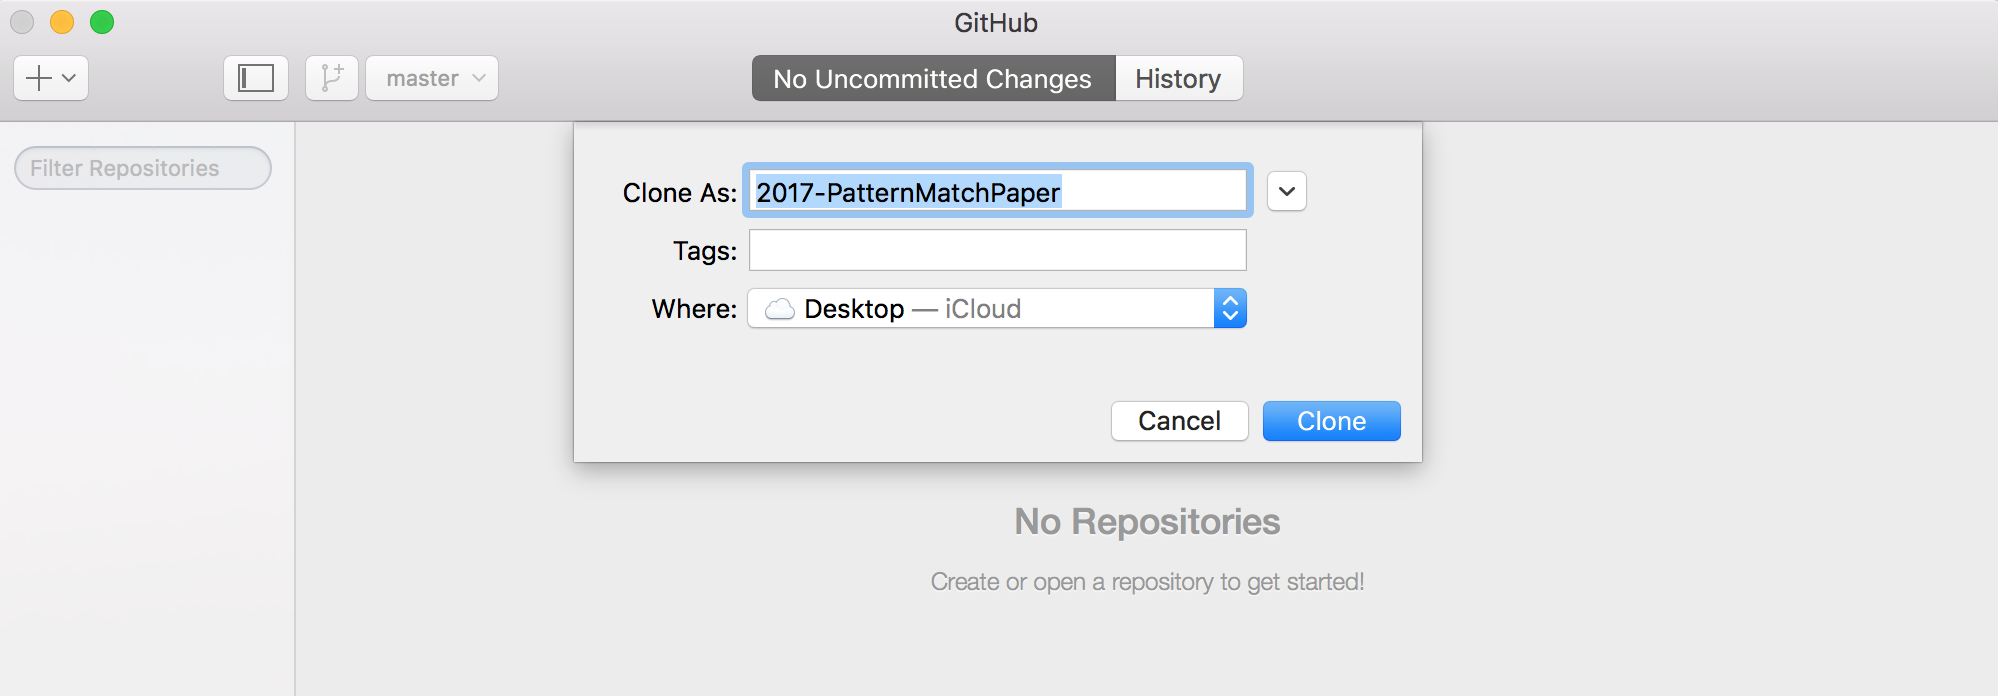 GitHub
master
No Uncommitted Changes
History
Filter Repositories
Clone As: 2017-PatternMatchPaper
Tags:
Where: Desktop — iCloud
Cancel
Clone
No Repositories
Create or open a repository to get started!